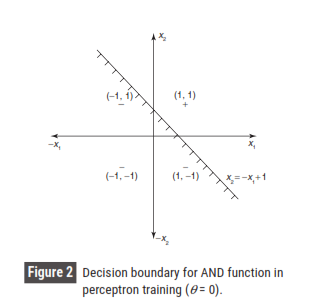 X₂
(−1, 1) (1, 1)
− +
−X₁ X₁
− −
(−1, −1) (1, −1) X₂=−X₁+1
−X₂
Figure 2 Decision boundary for AND function in
perceptron training (θ = 0).